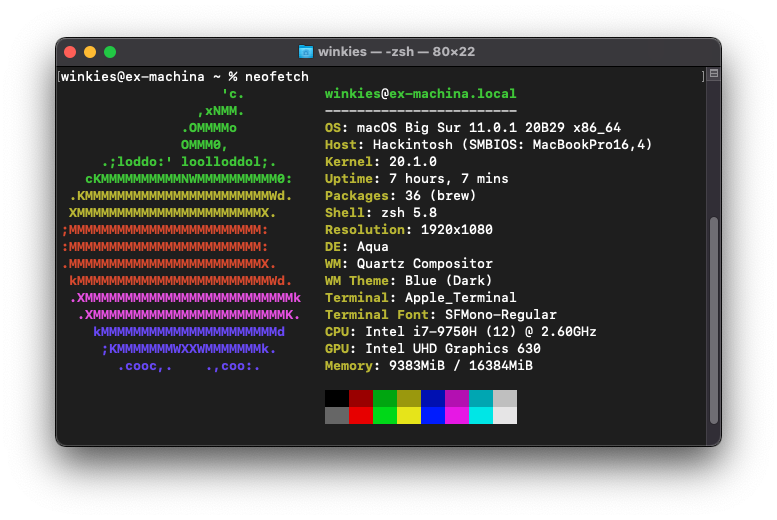 winkies — -zsh — 80×22
[winkies@ex-machina ~ % neofetch ]
'c. winkies@ex-machina.local
,xNMM. ------------------------
.OMMMMo OS: macOS Big Sur 11.0.1 20B29 x86_64
OMMM0, Host: Hackintosh (SMBIOS: MacBookPro16,4)
.;loddo:' loolloddol;. Kernel: 20.1.0
cKMMMMMMMMMMNWMMMMMMMMMM0: Uptime: 7 hours, 7 mins
.KMMMMMMMMMMMMMMMMMMMMMMMWd. Packages: 36 (brew)
XMMMMMMMMMMMMMMMMMMMMMMMX. Shell: zsh 5.8
;MMMMMMMMMMMMMMMMMMMMMMMM: Resolution: 1920x1080
:MMMMMMMMMMMMMMMMMMMMMMMM: DE: Aqua
.MMMMMMMMMMMMMMMMMMMMMMMMX. WM: Quartz Compositor
kMMMMMMMMMMMMMMMMMMMMMMMMWd. WM Theme: Blue (Dark)
.XMMMMMMMMMMMMMMMMMMMMMMMMMMk Terminal: Apple_Terminal
.XMMMMMMMMMMMMMMMMMMMMMMMMK. Terminal Font: SFMono-Regular
kMMMMMMMMMMMMMMMMMMMMMMd CPU: Intel i7-9750H (12) @ 2.60GHz
;KMMMMMMMWXXWMMMMMMMk. GPU: Intel UHD Graphics 630
.cooc,. .,coo:. Memory: 9383MiB / 16384MiB